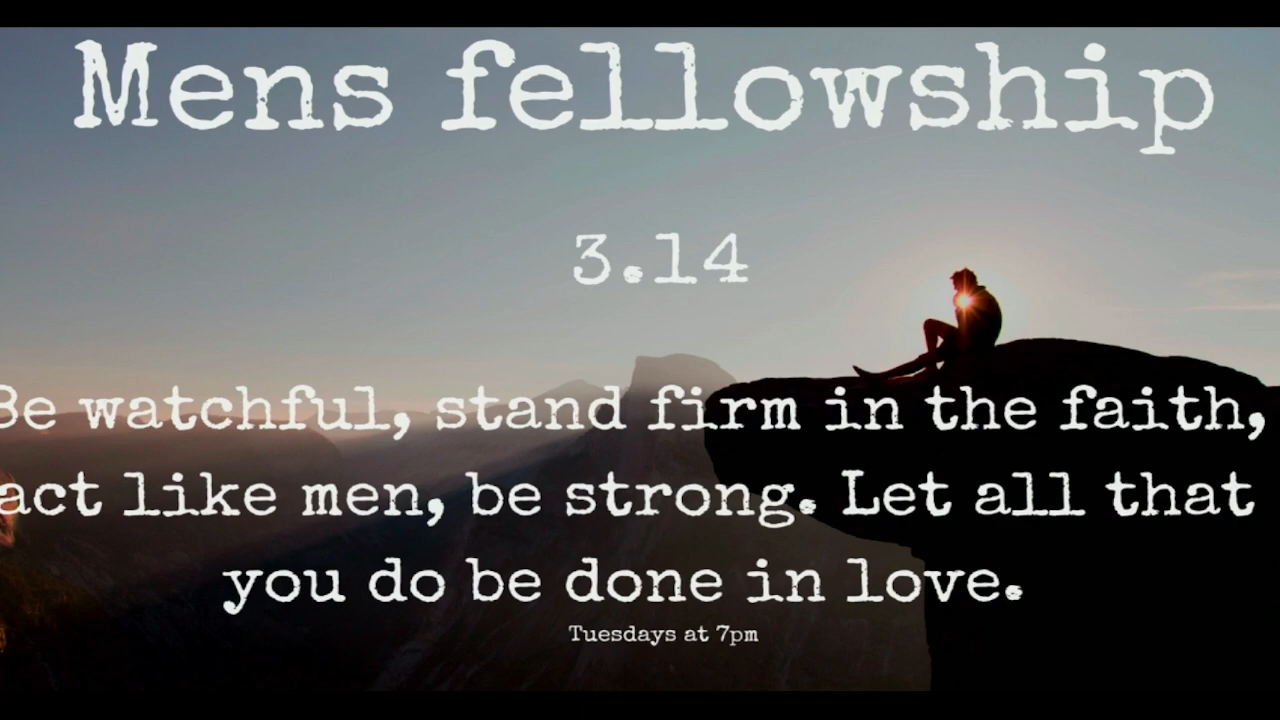 Mens fellowship
3.14
Be watchful, stand firm in the faith,
act like men, be strong. Let all that
you do be done in love.
Tuesdays at 7pm